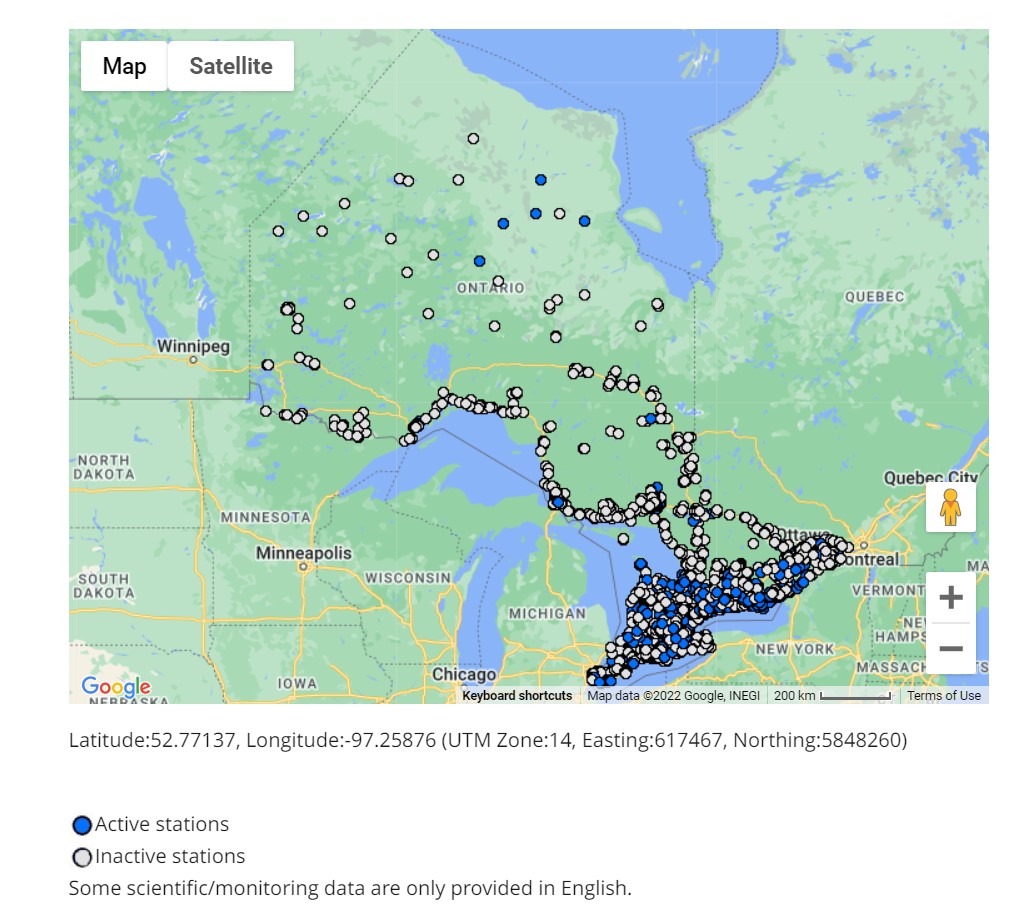 Map Satellite
ONTARIO
QUEBEC
Winnipeg
NORTH
DAKOTA
Quebec City
MINNESOTA
Ottawa
Minneapolis
ontreal
SOUTH
DAKOTA
WISCONSIN
MA
VERMONT
MICHIGAN
NE
HAMPS
NEW YORK
Chicago
MASSACH TS
Google
IOWA
NEBRASKA
Keyboard shortcuts Map data ©2022 Google, INEGI 200 km Terms of Use
Latitude:52.77137, Longitude:-97.25876 (UTM Zone:14, Easting:617467, Northing:5848260)
Active stations
Inactive stations
Some scientific/monitoring data are only provided in English.